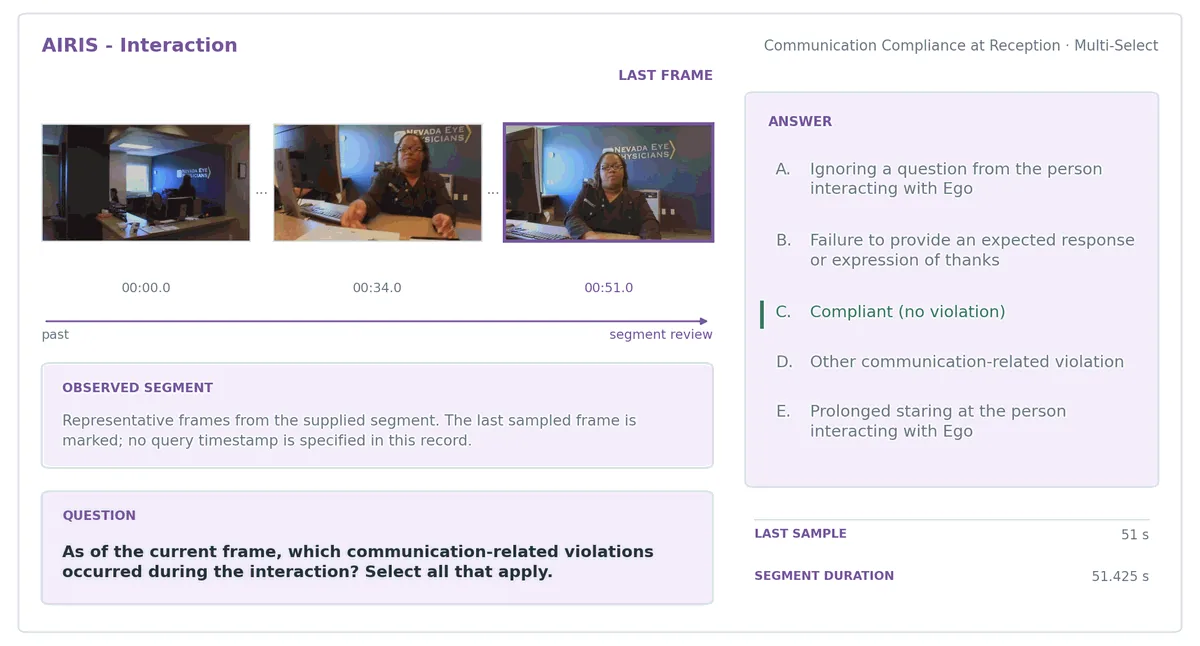 AIRIS - Interaction
Communication Compliance at Reception · Multi-Select
LAST FRAME
NEVADA EYE
PHYSICIANS
...
NEVADA EYE
PHYSICIANS
...
NEVADA EYE
PHYSICIANS
00:00.0
00:34.0
00:51.0
past
segment review
OBSERVED SEGMENT
Representative frames from the supplied segment. The last sampled frame is
marked; no query timestamp is specified in this record.
QUESTION
As of the current frame, which communication-related violations
occurred during the interaction? Select all that apply.
ANSWER
A. Ignoring a question from the person
interacting with Ego
B. Failure to provide an expected response
or expression of thanks
C. Compliant (no violation)
D. Other communication-related violation
E. Prolonged staring at the person
interacting with Ego
LAST SAMPLE
51 s
SEGMENT DURATION
51.425 s